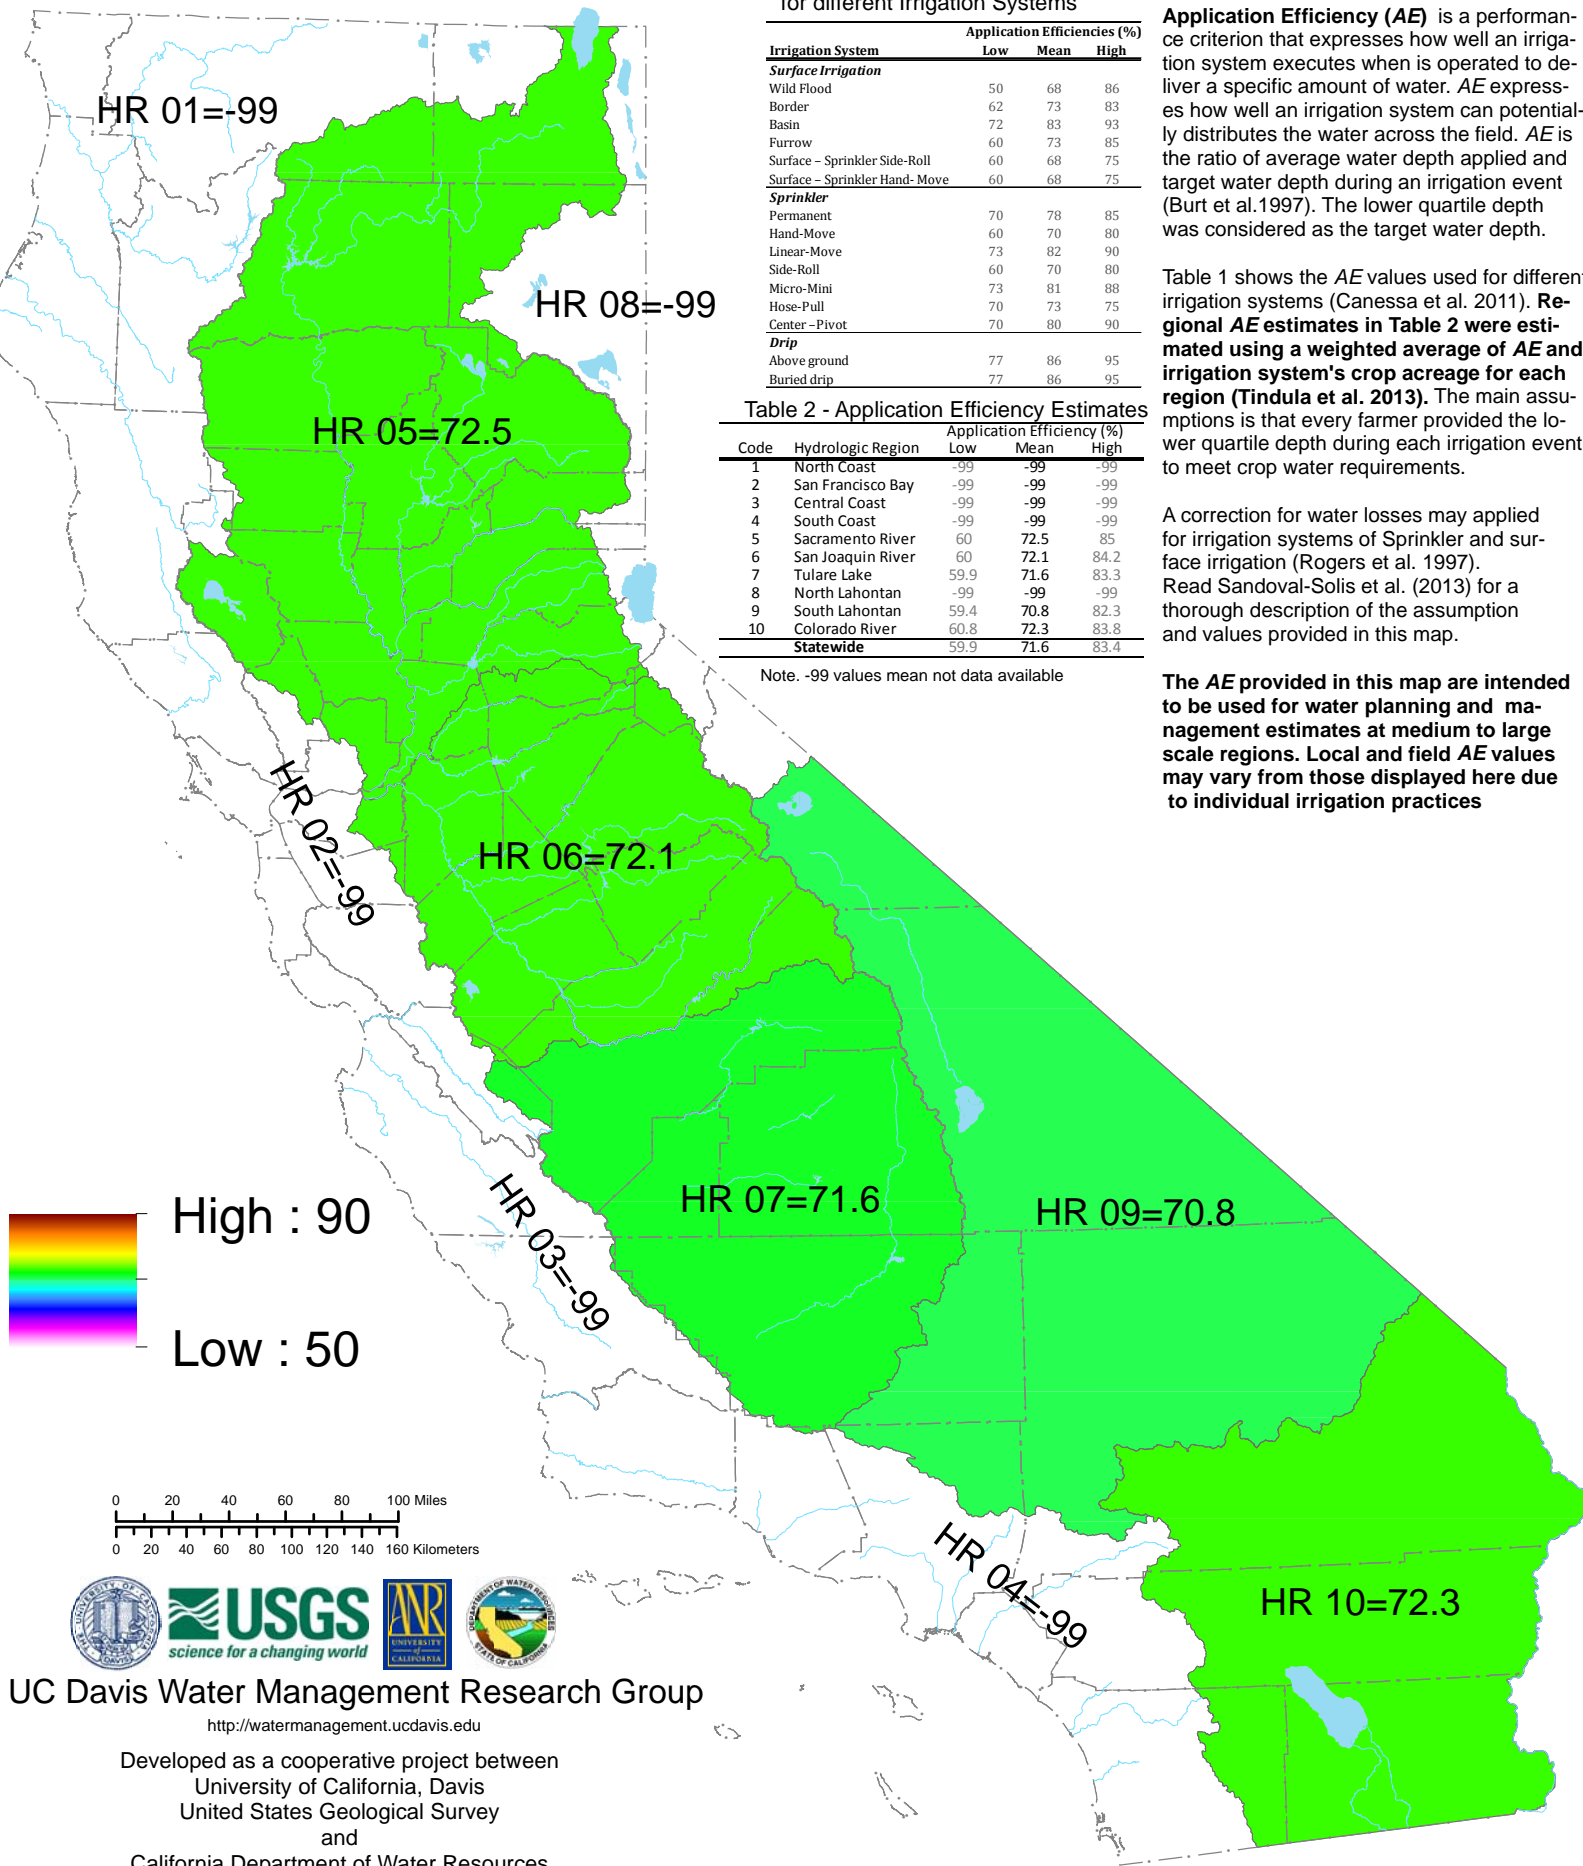 for different Irrigation Systems
Application Efficiencies (%)
Irrigation System Low Mean High
Surface Irrigation
Wild Flood 50 68 86
Border 62 73 83
Basin 72 83 93
Furrow 60 73 85
Surface – Sprinkler Side-Roll 60 68 75
Surface – Sprinkler Hand- Move 60 68 75
Sprinkler
Permanent 70 78 85
Hand-Move 60 70 80
Linear-Move 73 82 90
Side-Roll 60 70 80
Micro-Mini 73 81 88
Hose-Pull 70 73 75
Center –Pivot 70 80 90
Drip
Above ground 77 86 95
Buried drip 77 86 95
Table 2 - Application Efficiency Estimates
Application Efficiency (%)
Code Hydrologic Region Low Mean High
1 North Coast -99 -99 -99
2 San Francisco Bay -99 -99 -99
3 Central Coast -99 -99 -99
4 South Coast -99 -99 -99
5 Sacramento River 60 72.5 85
6 San Joaquin River 60 72.1 84.2
7 Tulare Lake 59.9 71.6 83.3
8 North Lahontan -99 -99 -99
9 South Lahontan 59.4 70.8 82.3
10 Colorado River 60.8 72.3 83.8
Statewide 59.9 71.6 83.4
Note. -99 values mean not data available
Application Efficiency (AE) is a performan-
ce criterion that expresses how well an irriga-
tion system executes when is operated to de-
liver a specific amount of water. AE express-
es how well an irrigation system can potential-
ly distributes the water across the field. AE is
the ratio of average water depth applied and
target water depth during an irrigation event
(Burt et al.1997). The lower quartile depth
was considered as the target water depth.
Table 1 shows the AE values used for different
irrigation systems (Canessa et al. 2011). Re-
gional AE estimates in Table 2 were esti-
mated using a weighted average of AE and
irrigation system's crop acreage for each
region (Tindula et al. 2013). The main assu-
mptions is that every farmer provided the lo-
wer quartile depth during each irrigation event
to meet crop water requirements.
A correction for water losses may applied
for irrigation systems of Sprinkler and sur-
face irrigation (Rogers et al. 1997).
Read Sandoval-Solis et al. (2013) for a
thorough description of the assumption
and values provided in this map.
The AE provided in this map are intended
to be used for water planning and ma-
nagement estimates at medium to large
scale regions. Local and field AE values
may vary from those displayed here due
to individual irrigation practices
HR 01=-99
HR 08=-99
HR 05=72.5
HR 02=-99
HR 06=72.1
HR 03=-99
HR 07=71.6
HR 09=70.8
HR 04=-99
HR 10=72.3
High : 90
Low : 50
0 20 40 60 80 100 Miles
0 20 40 60 80 100 120 140 160 Kilometers
THE UNIVERSITY OF CALIFORNIA
DAVIS
USGS
science for a changing world
ANR
UNIVERSITY
of
CALIFORNIA
DEPARTMENT OF WATER RESOURCES
STATE OF CALIFORNIA
UC Davis Water Management Research Group
http://watermanagement.ucdavis.edu
Developed as a cooperative project between
University of California, Davis
United States Geological Survey
and
California Department of Water Resources